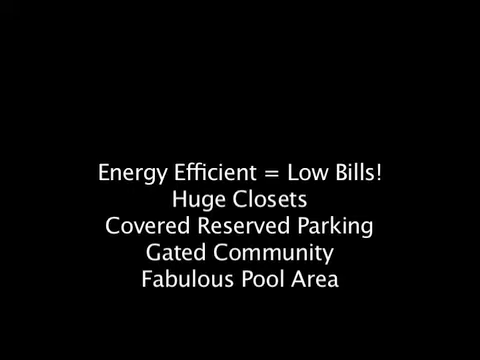 Energy Efficient = Low Bills!
Huge Closets
Covered Reserved Parking
Gated Community
Fabulous Pool Area